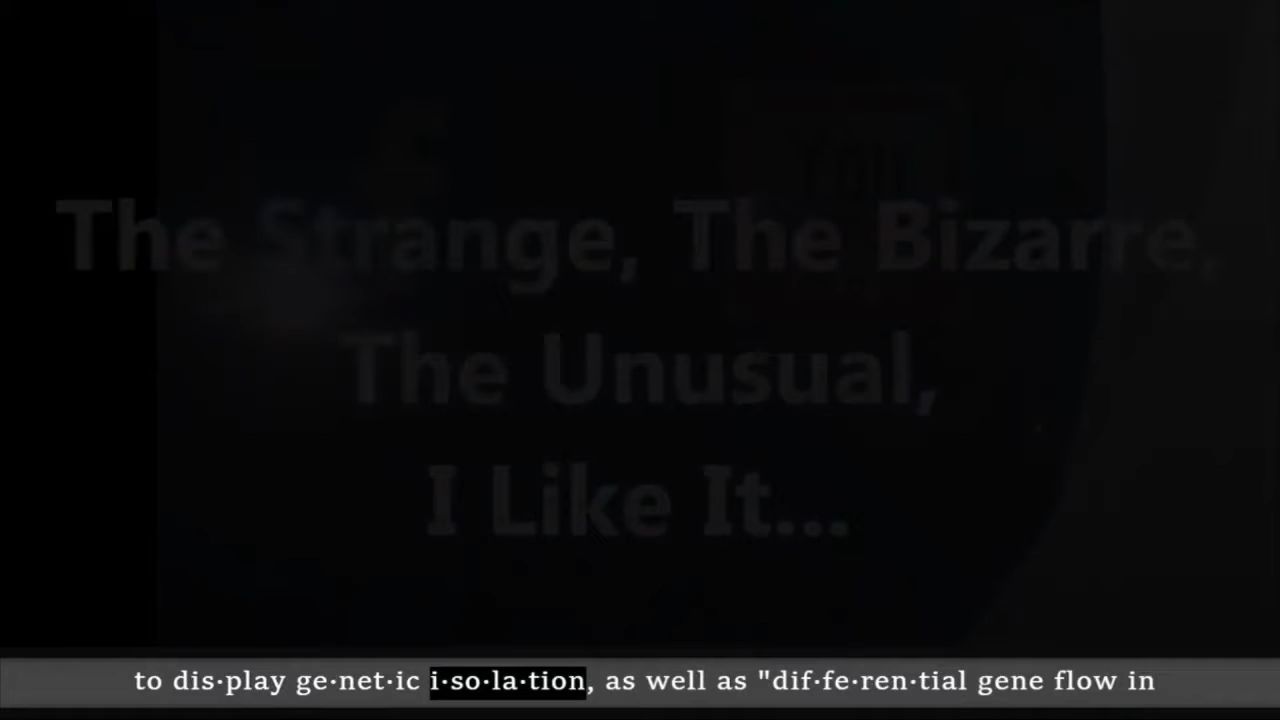 The Strange, The Bizarre,
The Unusual,
I Like It...
to dis·play ge·net·ic i·so·la·tion, as well as "dif·fe·ren·tial gene flow in